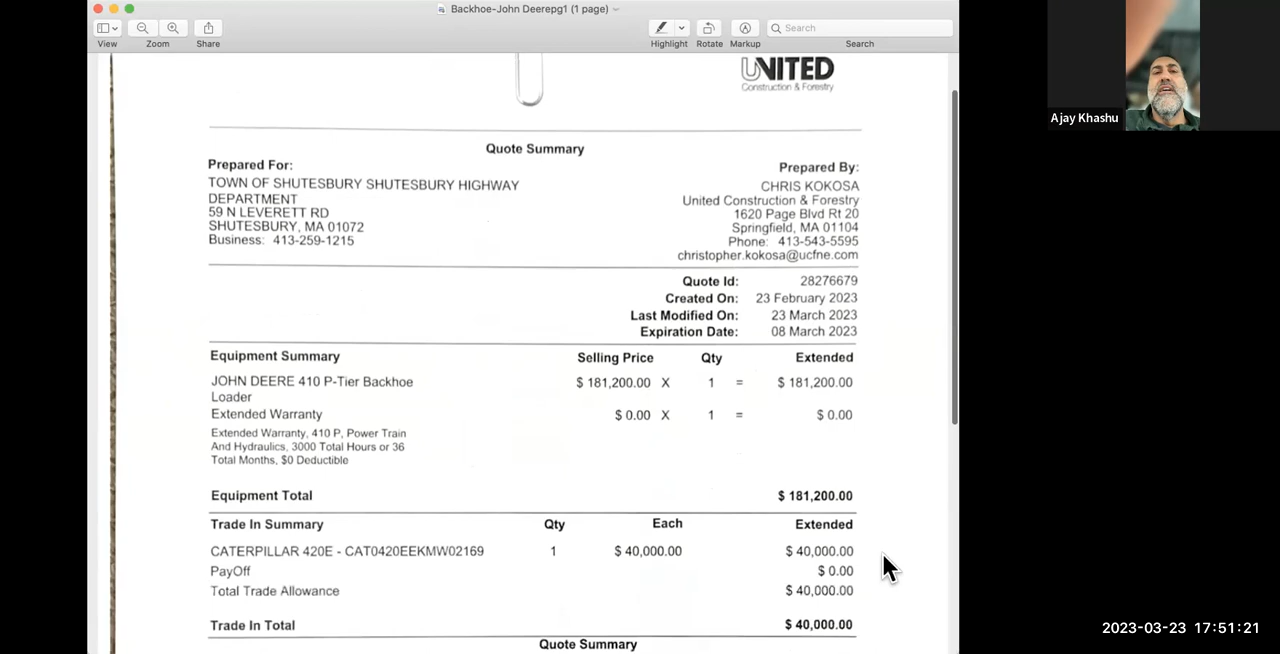 Backhoe-John Deerepg1 (1 page)
View
Zoom
Share
Highlight
Rotate
Markup
Search
Search
UNITED
Construction & Forestry
Quote Summary
Prepared For:
TOWN OF SHUTESBURY SHUTESBURY HIGHWAY
DEPARTMENT
59 N LEVERETT RD
SHUTESBURY, MA 01072
Business: 413-259-1215
Prepared By:
CHRIS KOKOSA
United Construction & Forestry
1620 Page Blvd Rt 20
Springfield, MA 01104
Phone: 413-543-5595
christopher.kokosa@ucfne.com
Quote Id: 28276679
Created On: 23 February 2023
Last Modified On: 23 March 2023
Expiration Date: 08 March 2023
Equipment Summary Selling Price Qty Extended
JOHN DEERE 410 P-Tier Backhoe $ 181,200.00 X 1 = $ 181,200.00
Loader
Extended Warranty $ 0.00 X 1 = $ 0.00
Extended Warranty, 410 P, Power Train
And Hydraulics, 3000 Total Hours or 36
Total Months, $0 Deductible
Equipment Total $ 181,200.00
Trade In Summary Qty Each Extended
CATERPILLAR 420E - CAT0420EEKMW02169 1 $ 40,000.00 $ 40,000.00
PayOff $ 0.00
Total Trade Allowance $ 40,000.00
Trade In Total $ 40,000.00
Quote Summary
Ajay Khashu
2023-03-23 17:51:21